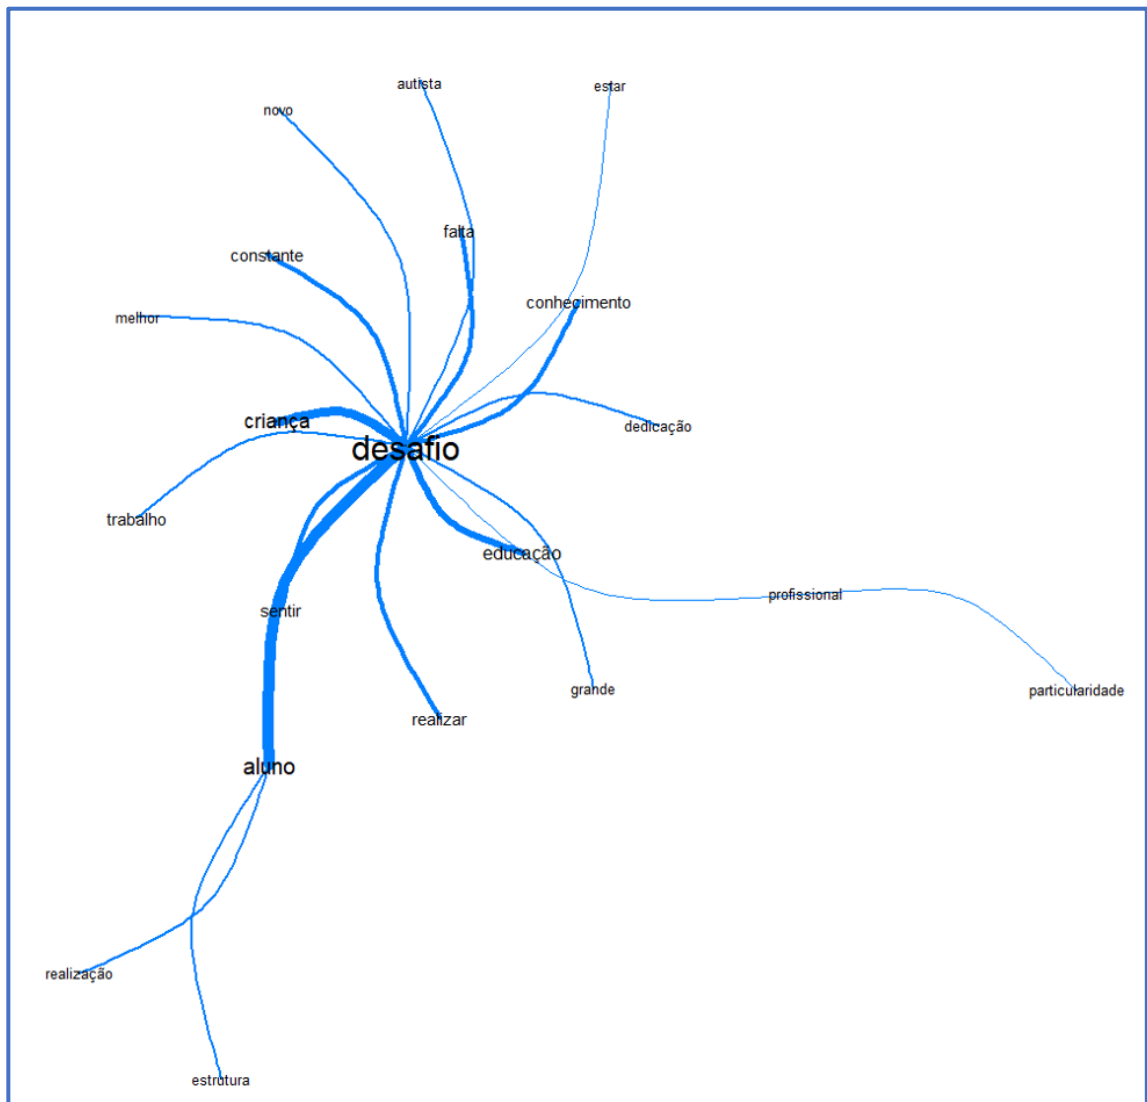 autista
estar
novo
falta
constante
conhecimento
melhor
criança
dedicação
desafio
trabalho
educação
profissional
sentir
grande
particularidade
realizar
aluno
realização
estrutura